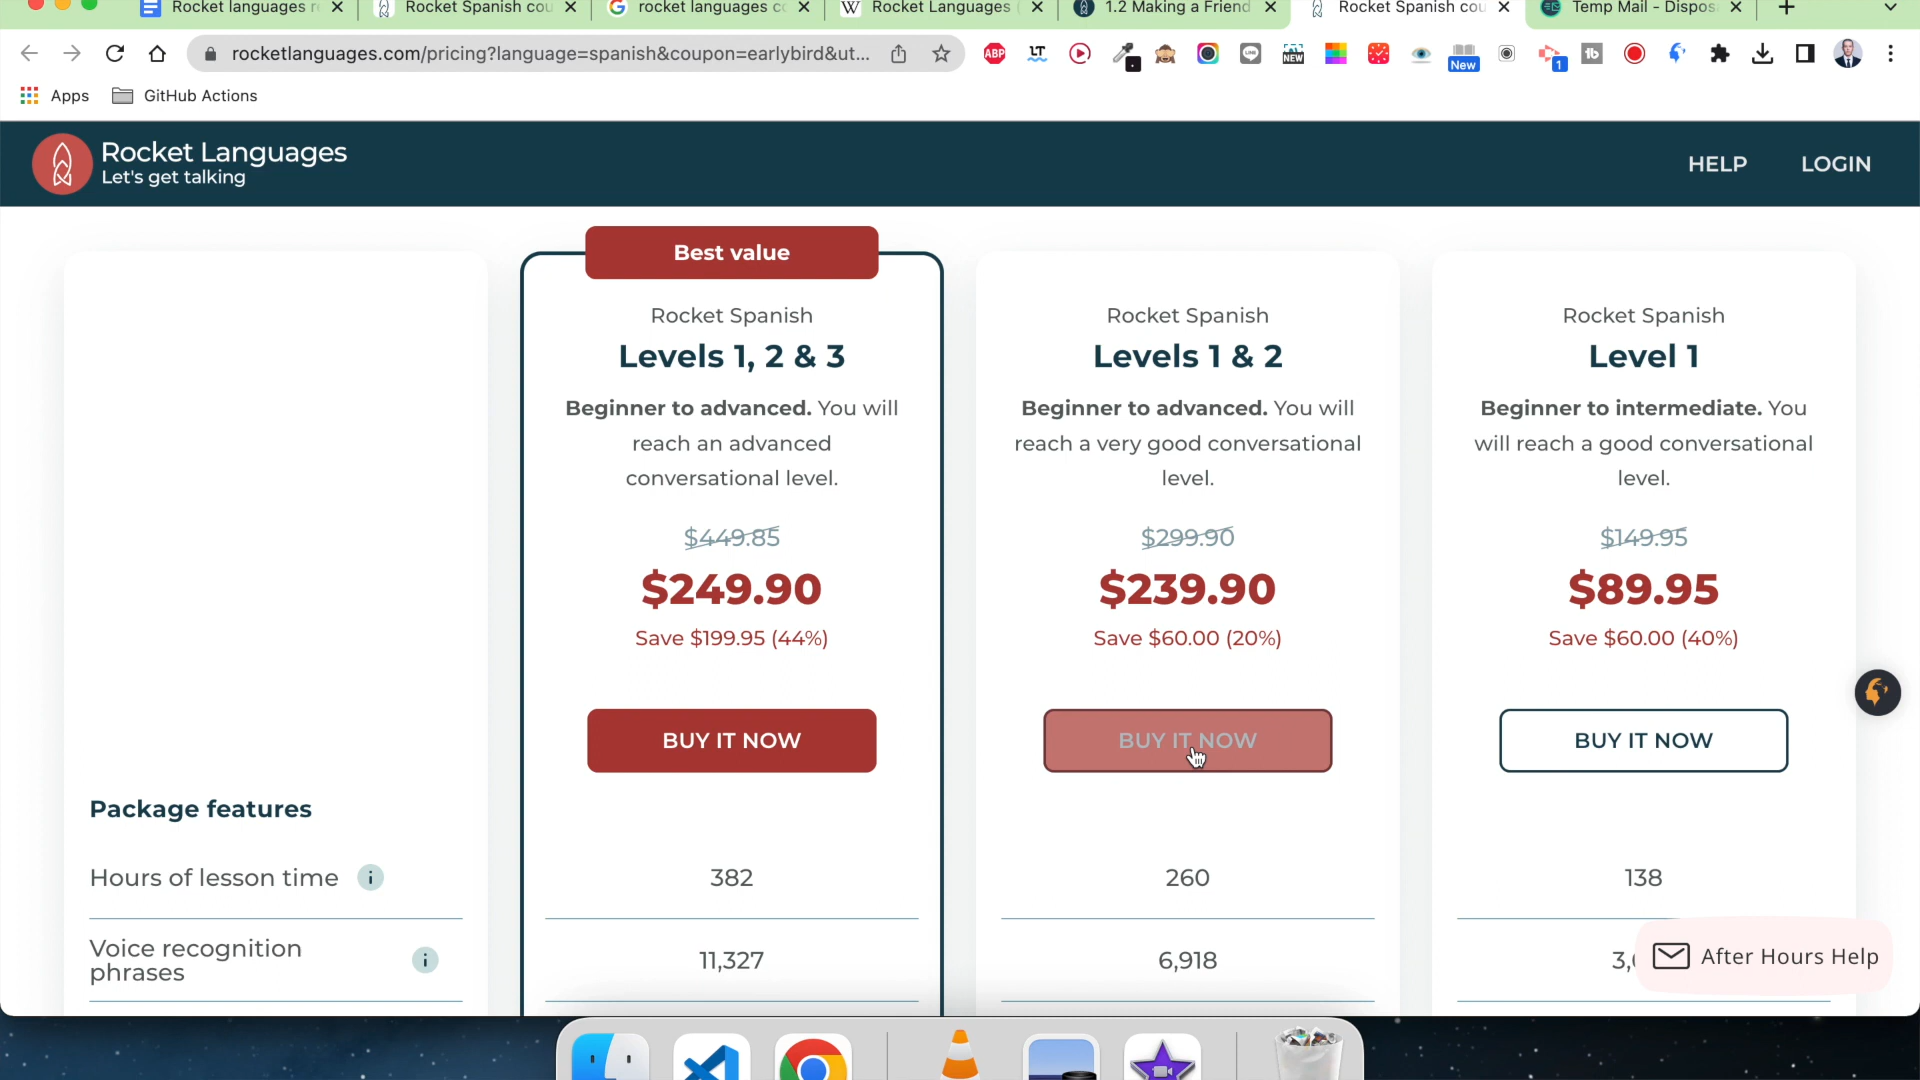 Rocket languages r
Rocket Spanish cou
rocket languages co
Rocket Languages
1.2 Making a Friend
Rocket Spanish cou
Temp Mail - Dispos
rocketlanguages.com/pricing?language=spanish&coupon=earlybird&ut...
ABP
LT
NEW
New
1
tb
Apps
GitHub Actions
Rocket Languages
Let's get talking
HELP
LOGIN
Best value
Rocket Spanish
Levels 1, 2 & 3
Beginner to advanced. You will
reach an advanced
conversational level.
$449.85
$249.90
Save $199.95 (44%)
BUY IT NOW
Rocket Spanish
Levels 1 & 2
Beginner to advanced. You will
reach a very good conversational
level.
$299.90
$239.90
Save $60.00 (20%)
BUY IT NOW
Rocket Spanish
Level 1
Beginner to intermediate. You
will reach a good conversational
level.
$149.95
$89.95
Save $60.00 (40%)
BUY IT NOW
Package features
Hours of lesson time
382
260
138
Voice recognition
phrases
11,327
6,918
After Hours Help